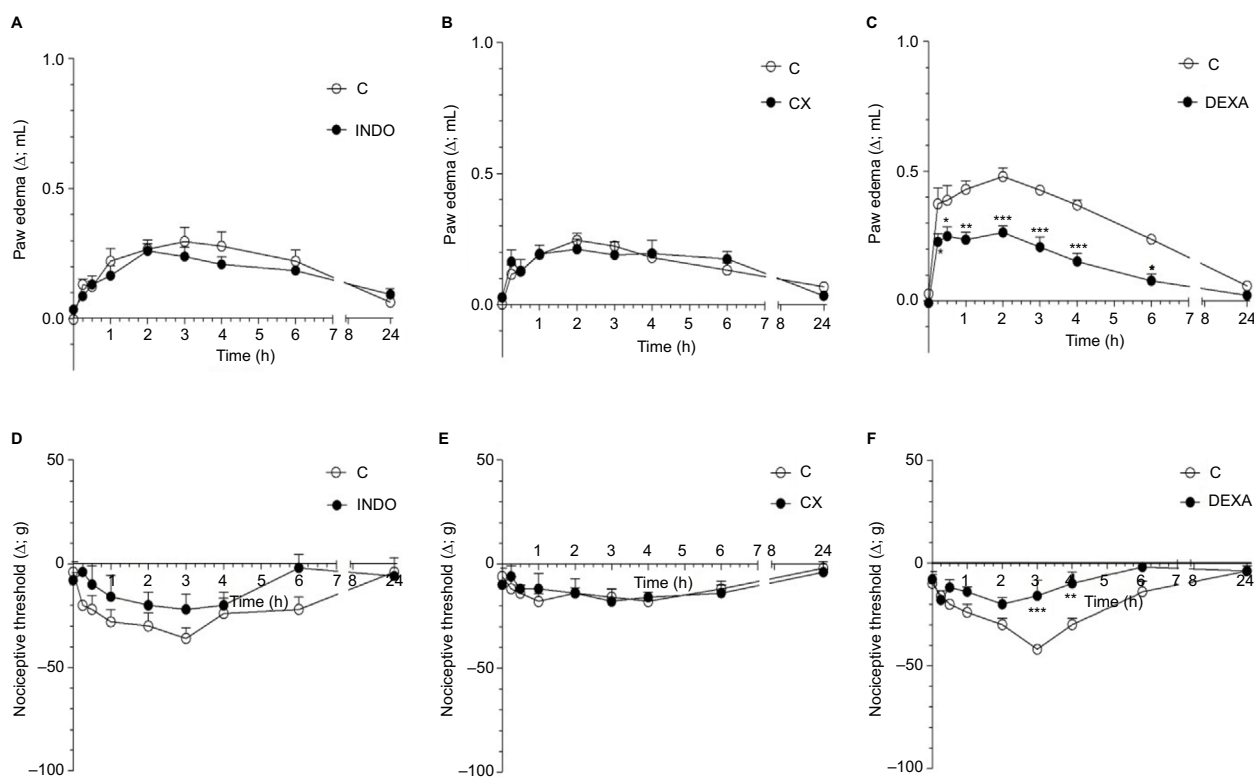 A
Paw edema (Δ; mL)
1.0
0.5
0.0
1 2 3 4 5 6 7 8 24
Time (h)
C
INDO
B
Paw edema (Δ; mL)
1.0
0.5
0.0
1 2 3 4 5 6 7 8 24
Time (h)
C
CX
C
Paw edema (Δ; mL)
1.0
0.5
0.0
* * ** *** *** *** *
1 2 3 4 5 6 7 8 24
Time (h)
C
DEXA
D
Nociceptive threshold (Δ; g)
50
0
–50
–100
1 2 3 4 5 6 7 8 24
Time (h)
C
INDO
E
Nociceptive threshold (Δ; g)
50
0
–50
–100
1 2 3 4 5 6 7 8 24
Time (h)
C
CX
F
Nociceptive threshold (Δ; g)
50
0
–50
–100
1 2 3 4 5 6 7 8 24
Time (h)
*** **
C
DEXA